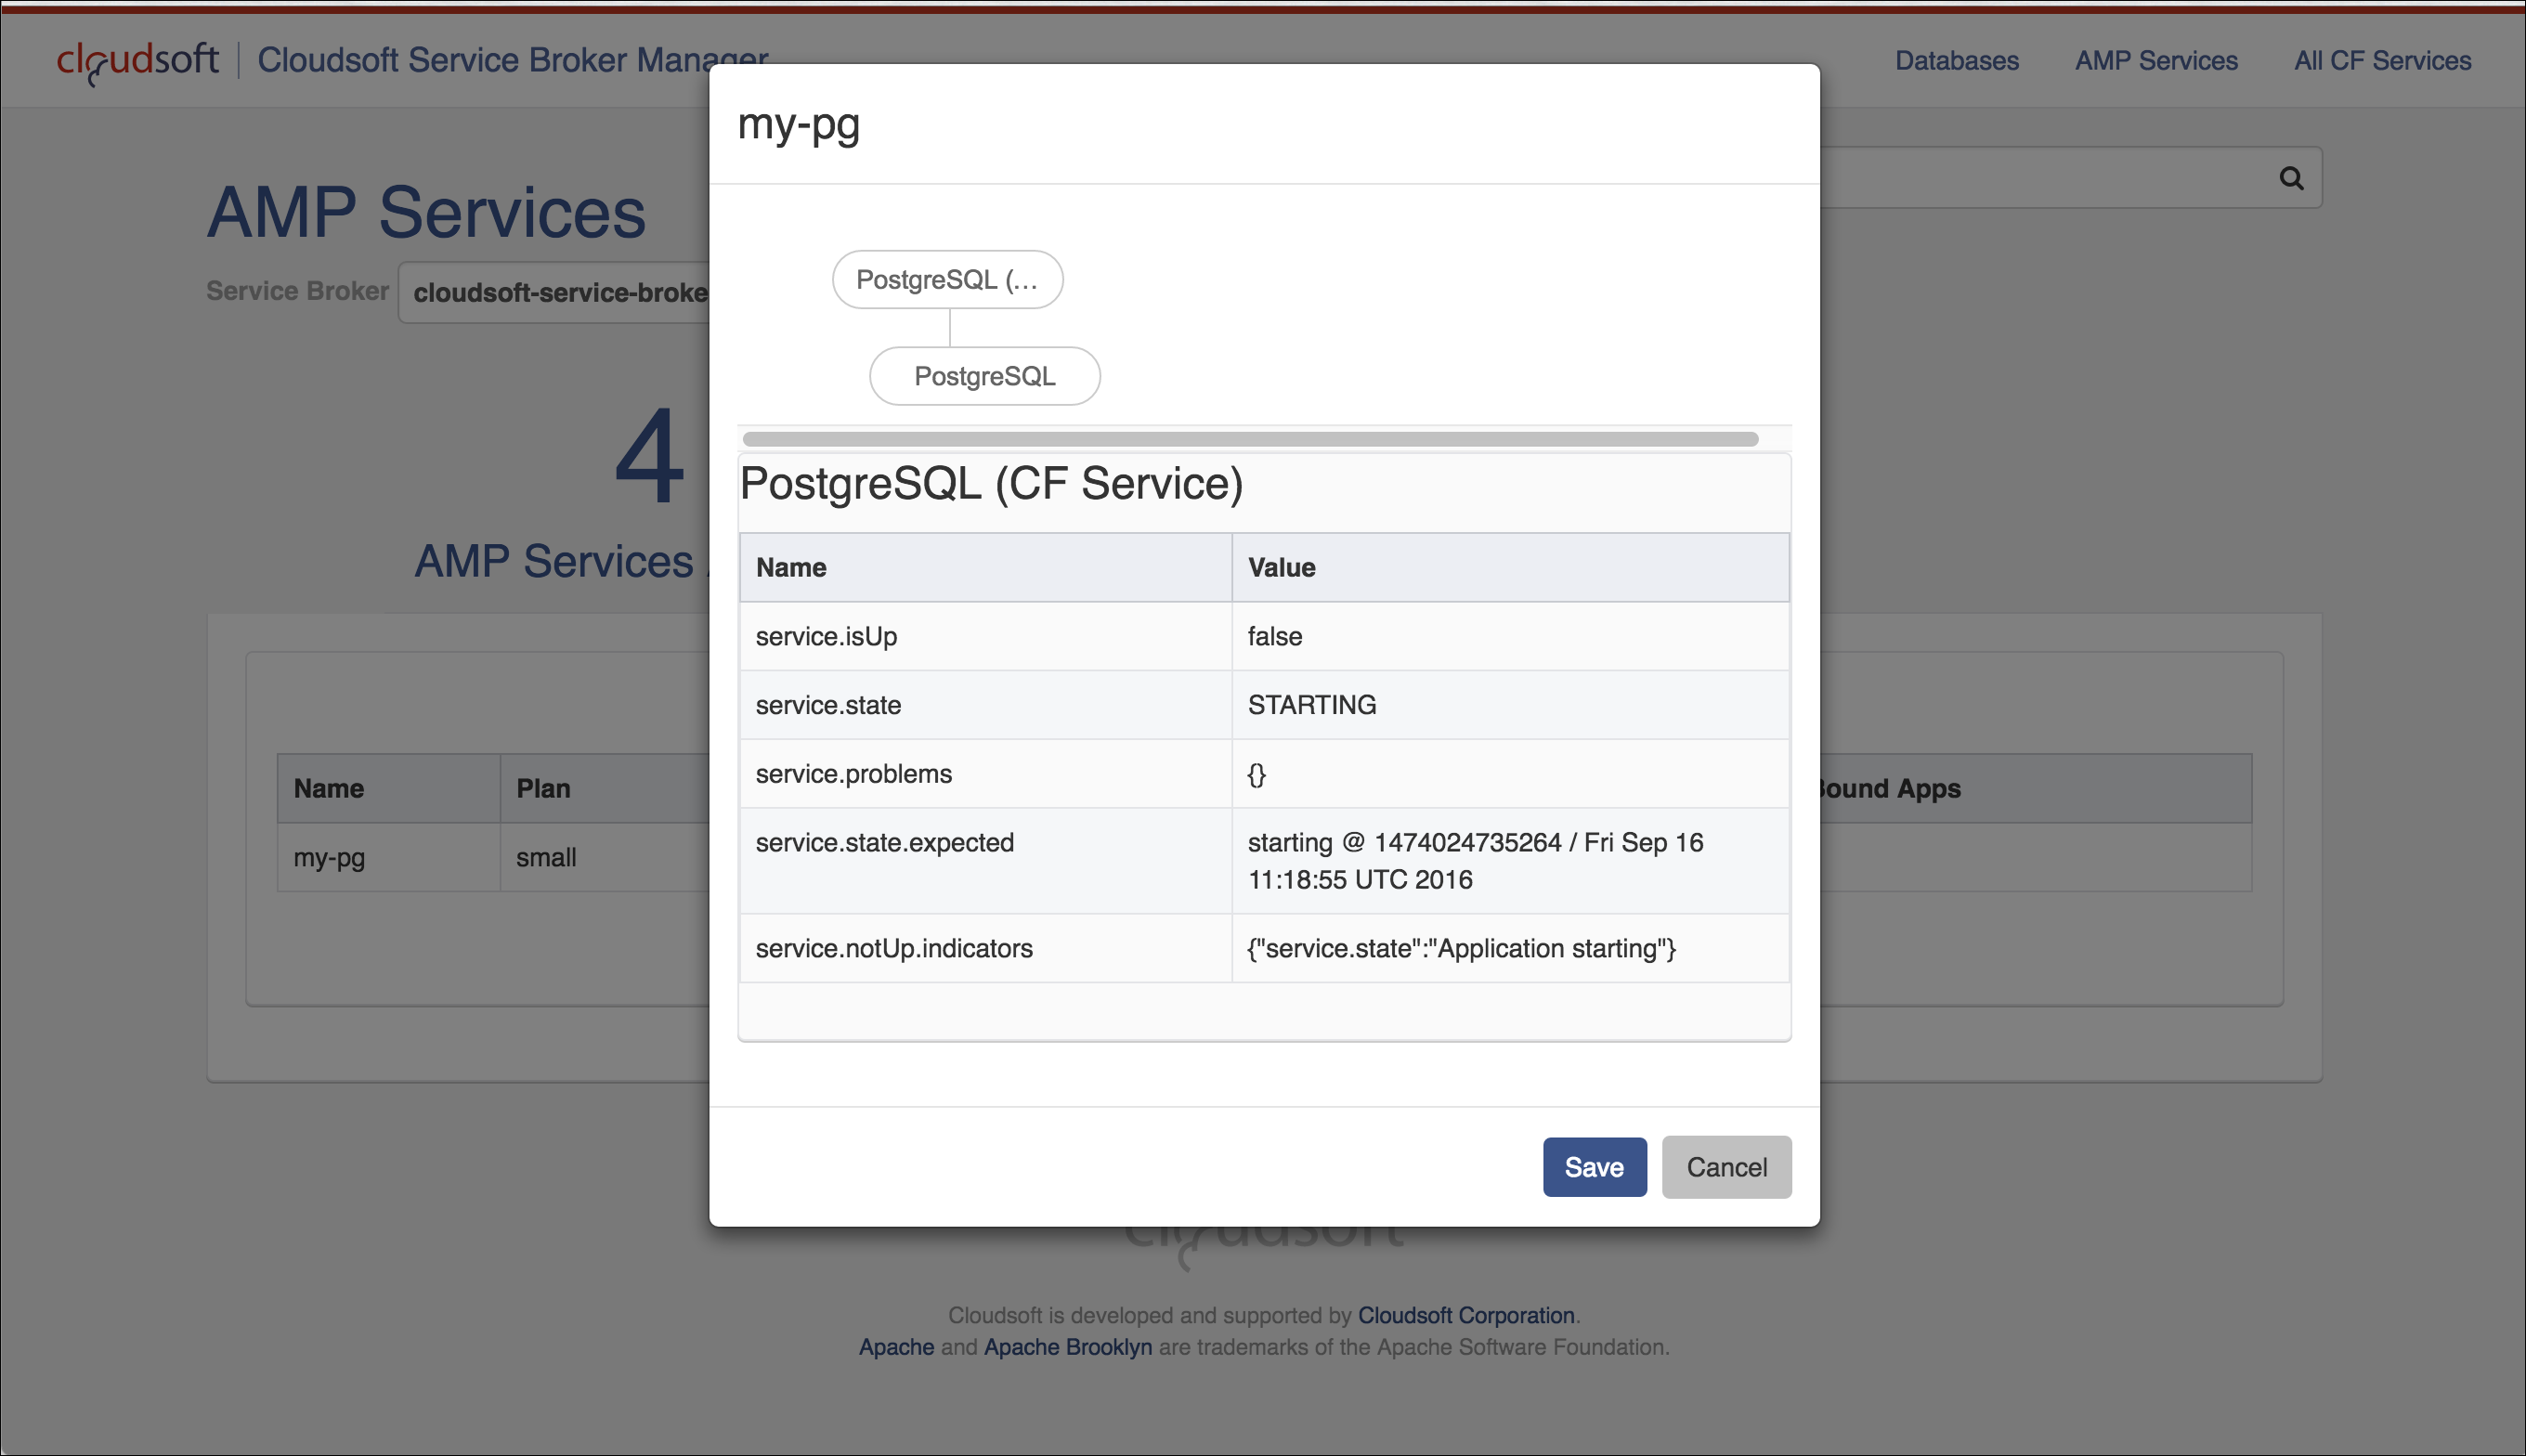 cloudsoft Cloudsoft Service Broker Manager Databases AMP Services All CF Services
my-pg
AMP Services
Service Broker cloudsoft-service-broke
4
AMP Services
PostgreSQL (...
PostgreSQL
PostgreSQL (CF Service)
Name Value
service.isUp false
service.state STARTING
service.problems {}
service.state.expected starting @ 1474024735264 / Fri Sep 16
11:18:55 UTC 2016
service.notUp.indicators {"service.state":"Application starting"}
Name Plan Bound Apps
my-pg small
Save Cancel
cloudsoft
Cloudsoft is developed and supported by Cloudsoft Corporation.
Apache and Apache Brooklyn are trademarks of the Apache Software Foundation.